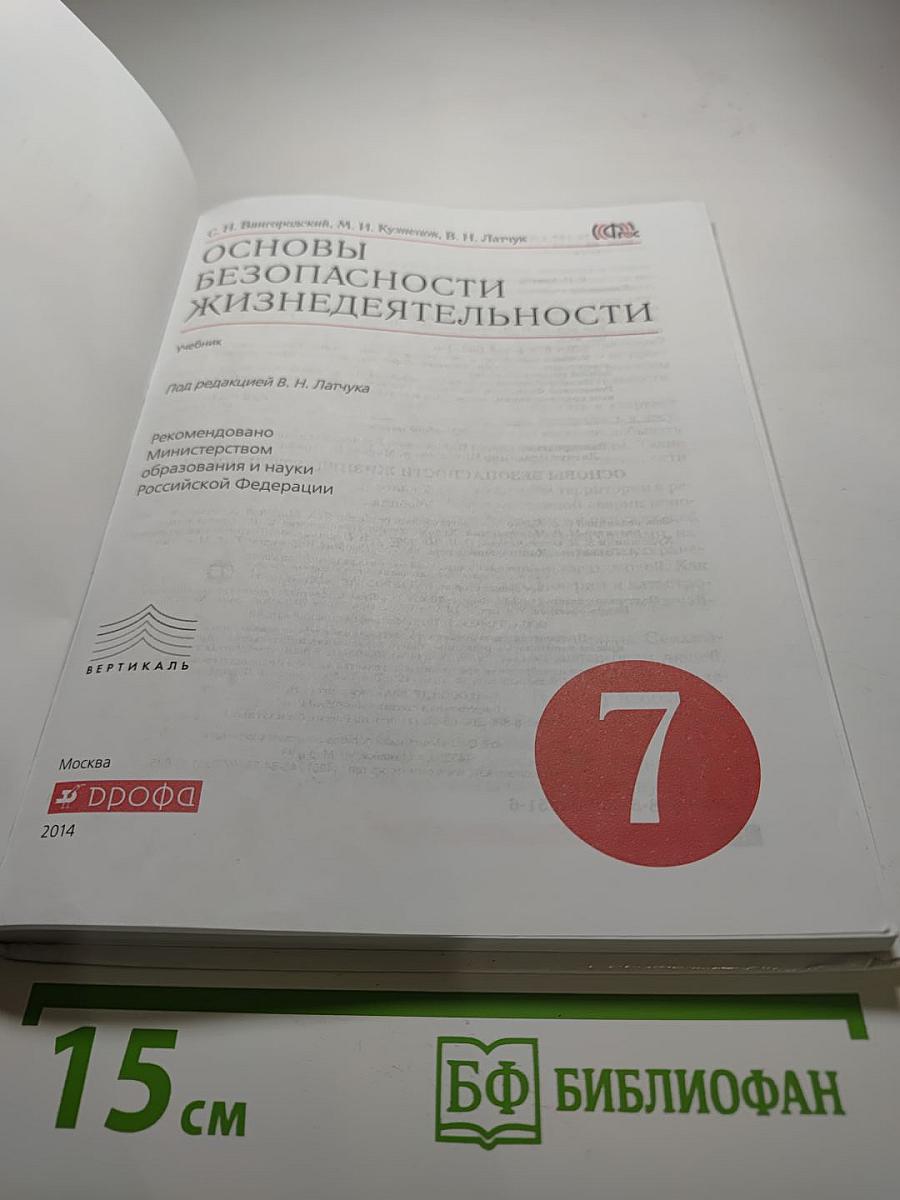 С. Н. Вангородский, М. И. Кузнецов, В. Н. Латчук
ФГОС
ОСНОВЫ
БЕЗОПАСНОСТИ
ЖИЗНЕДЕЯТЕЛЬНОСТИ
учебник
Под редакцией В. Н. Латчука
Рекомендовано
Министерством
образования и науки
Российской Федерации
ВЕРТИКАЛЬ
7
Москва
дрофа
2014
15 см
БФ БИБЛИОФАН